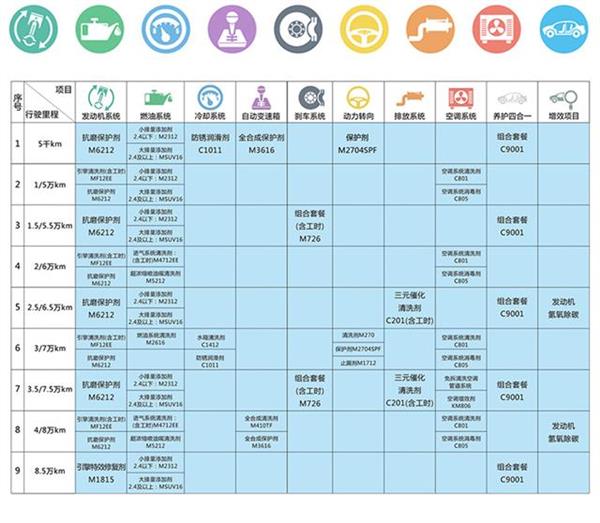 序号 项目 行驶里程 发动机系统 燃油系统 冷却系统 自动变速箱 刹车系统 动力转向 排放系统 空调系统 养护四合一 增效项目
1 5千km 抗磨保护剂 M6212 小排量添加剂 2.4以下：M2312 大排量添加剂 2.4及以上：MSUV16 防锈润滑剂 C1011 全合成保护剂 M3616 保护剂 M2704SPF 组合套餐 C9001
2 1/5万km 引擎清洗剂(含工时) MF12EE 抗磨保护剂 M6212 小排量添加剂 2.4以下：M2312 大排量添加剂 2.4及以上：MSUV16 空调系统清洗剂 C801 空调系统消毒剂 C805
3 1.5/5.5万km 抗磨保护剂 M6212 小排量添加剂 2.4以下：M2312 大排量添加剂 2.4及以上：MSUV16 组合套餐 (含工时) M726 组合套餐 C9001
4 2/6万km 引擎清洗剂(含工时) MF12EE 抗磨保护剂 M6212 进气系统清洗剂： (含工时)M4712EE 超浓缩喷油嘴清洗剂 M5212 空调系统清洗剂 C801 空调系统消毒剂 C805
5 2.5/6.5万km 抗磨保护剂 M6212 小排量添加剂 2.4以下：M2312 大排量添加剂 2.4及以上：MSUV16 三元催化 清洗剂 C201(含工时) 组合套餐 C9001 发动机 氢氧除碳
6 3/7万km 引擎清洗剂(含工时) MF12EE 抗磨保护剂 M6212 燃油系统清洗剂 M2616 水箱清洗剂 C1412 防锈润滑剂 C1011 清洗剂M270 保护剂M2704SPF 止漏剂M1712 空调系统清洗剂 C801 空调系统消毒剂 C805
7 3.5/7.5万km 抗磨保护剂 M6212 小排量添加剂 2.4以下：M2312 大排量添加剂 2.4及以上：MSUV16 组合套餐 (含工时) M726 三元催化 清洗剂 C201(含工时) 免拆清洗空调 管道系统 空调增效剂 KM806 组合套餐 C9001
8 4/8万km 引擎清洗剂(含工时) MF12EE 抗磨保护剂 M6212 进气系统清洗剂： (含工时)M4712EE 超浓缩喷油嘴清洗剂 M5212 全合成清洗剂 M410TF 全合成保护剂 M3616 空调系统清洗剂 C801 空调系统消毒剂 C805 发动机 氢氧除碳
9 8.5万km 引擎特效修复剂 M1815 小排量添加剂 2.4以下：M2312 大排量添加剂 2.4及以上：MSUV16 组合套餐 C9001